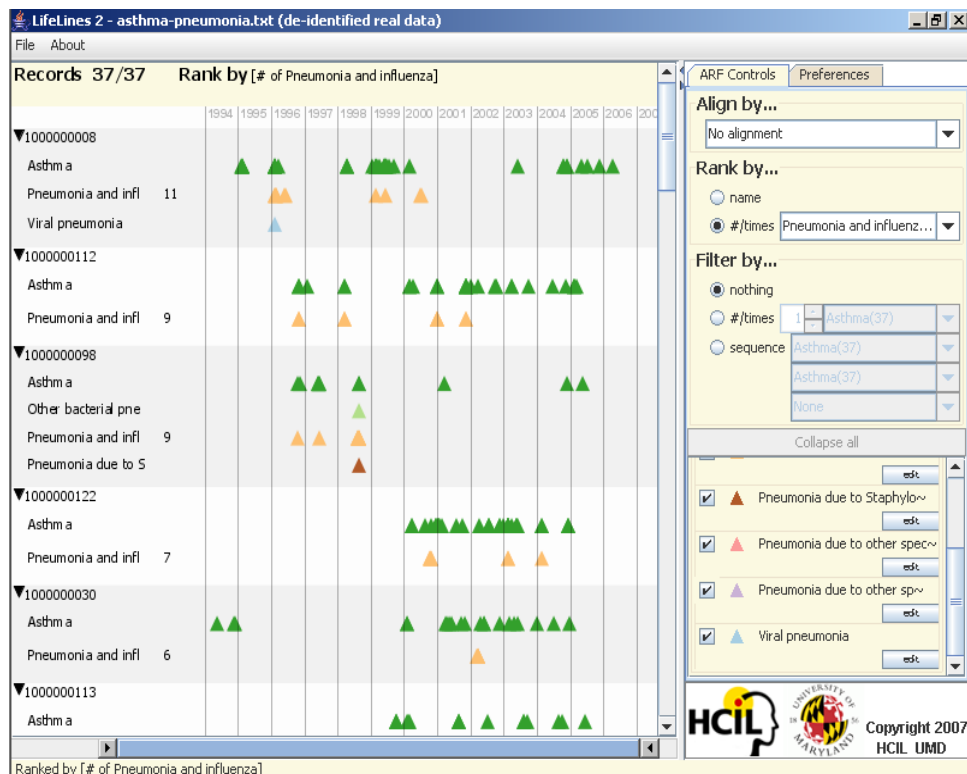 LifeLines 2 - asthma-pneumonia.txt (de-identified real data)
File About
Records 37/37 Rank by [# of Pneumonia and influenza]
1994 1995 1996 1997 1998 1999 2000 2001 2002 2003 2004 2005 2006 200
1000000008
Asthma
Pneumonia and infl 11
Viral pneumonia
1000000112
Asthma
Pneumonia and infl 9
1000000098
Asthma
Other bacterial pne
Pneumonia and infl 9
Pneumonia due to S
1000000122
Asthma
Pneumonia and infl 7
1000000030
Asthma
Pneumonia and infl 6
1000000113
Asthma
Ranked by [# of Pneumonia and influenza]
ARF Controls Preferences
Align by...
No alignment
Rank by...
name
#/times Pneumonia and influenz...
Filter by...
nothing
#/times 1 Asthma(37)
sequence Asthma(37)
Asthma(37)
None
Collapse all
edit
Pneumonia due to Staphylo~
edit
Pneumonia due to other spec~
edit
Pneumonia due to other sp~
edit
Viral pneumonia
edit
HCIL
UNIVERSITY OF
18 56
MARYLAND
Copyright 2007
HCIL UMD